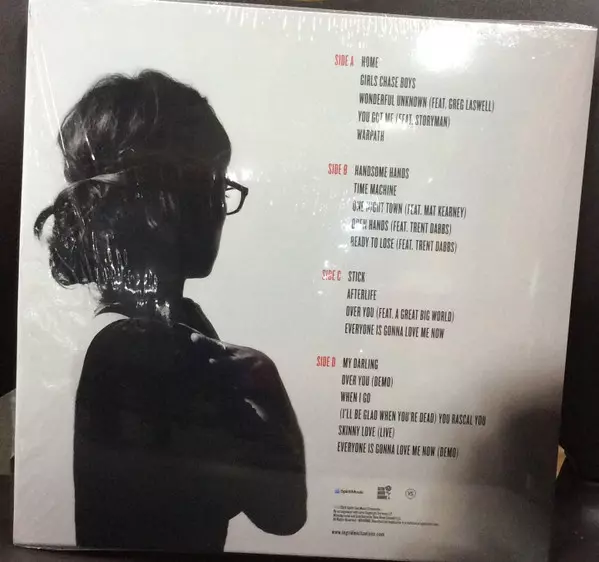 SIDE A HOME
GIRLS CHASE BOYS
WONDERFUL UNKNOWN (FEAT. GREG LASWELL)
YOU GOT ME (FEAT. STORYMAN)
WARPATH
SIDE B HANDSOME HANDS
TIME MACHINE
ONE NIGHT TOWN (FEAT. MAT KEARNEY)
OPEN HANDS (FEAT. TRENT DABBS)
READY TO LOSE (FEAT. TRENT DABBS)
SIDE C STICK
AFTERLIFE
OVER YOU (FEAT. A GREAT BIG WORLD)
EVERYONE IS GONNA LOVE ME NOW
SIDE D MY DARLING
OVER YOU (DEMO)
WHEN I GO
(I'LL BE GLAD WHEN YOU'RE DEAD) YOU RASCAL YOU
SKINNY LOVE (LIVE)
EVERYONE IS GONNA LOVE ME NOW (DEMO)
www.ingridmichaelson.com